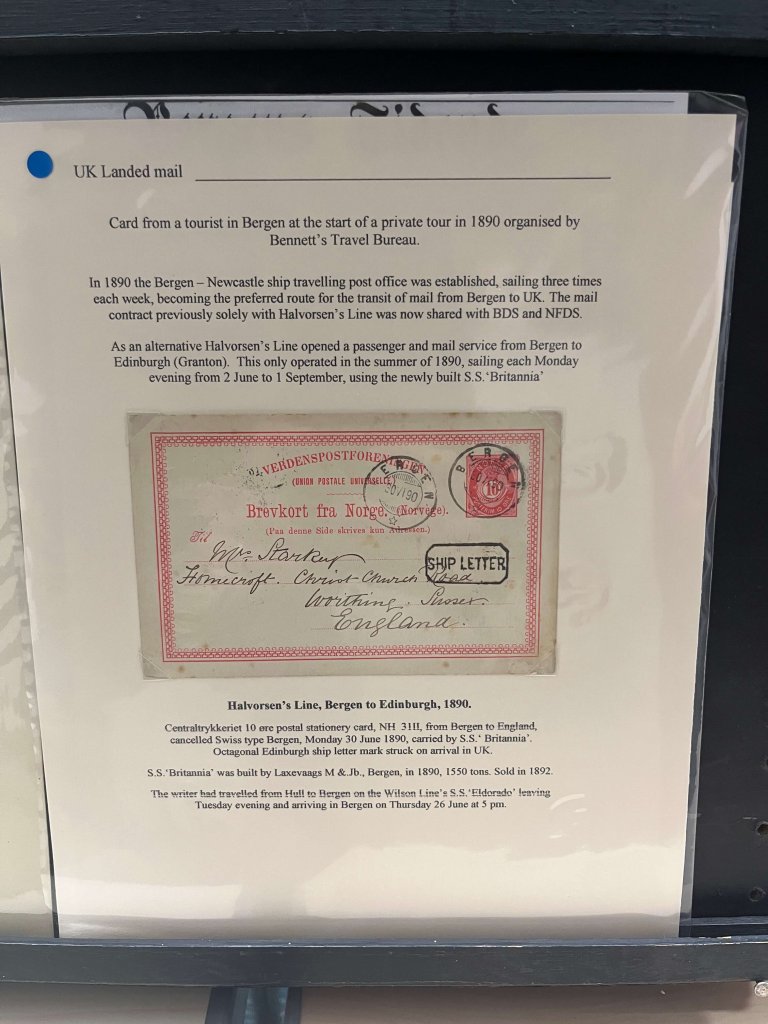 UK Landed mail
Card from a tourist in Bergen at the start of a private tour in 1890 organised by
Bennett's Travel Bureau.
In 1890 the Bergen – Newcastle ship travelling post office was established, sailing three times
each week, becoming the preferred route for the transit of mail from Bergen to UK. The mail
contract previously solely with Halvorsen's Line was now shared with BDS and NFDS.
As an alternative Halvorsen's Line opened a passenger and mail service from Bergen to
Edinburgh (Granton). This only operated in the summer of 1890, sailing each Monday
evening from 2 June to 1 September, using the newly built S.S.'Britannia'
VERDENSPOSTFORENINGEN
(UNION POSTALE UNIVERSELLE)
BERGEN
BERGEN
10
Brevkort fra Norge. (Norvège).
(Paa denne Side skrives kun Adressen.)
Til
Mrs Starkey
SHIP LETTER
Homecroft. Christ-Church Road
Worthing. Sussex.
England.
Halvorsen's Line, Bergen to Edinburgh, 1890.
Centraltrykkeriet 10 øre postal stationery card, NH 31II, from Bergen to England,
cancelled Swiss type Bergen, Monday 30 June 1890, carried by S.S.' Britannia'.
Octagonal Edinburgh ship letter mark struck on arrival in UK.
S.S.'Britannia' was built by Laxevaags M &.Jb., Bergen, in 1890, 1550 tons. Sold in 1892.
The writer had travelled from Hull to Bergen on the Wilson Line's S.S.'Eldorado' leaving
Tuesday evening and arriving in Bergen on Thursday 26 June at 5 pm.